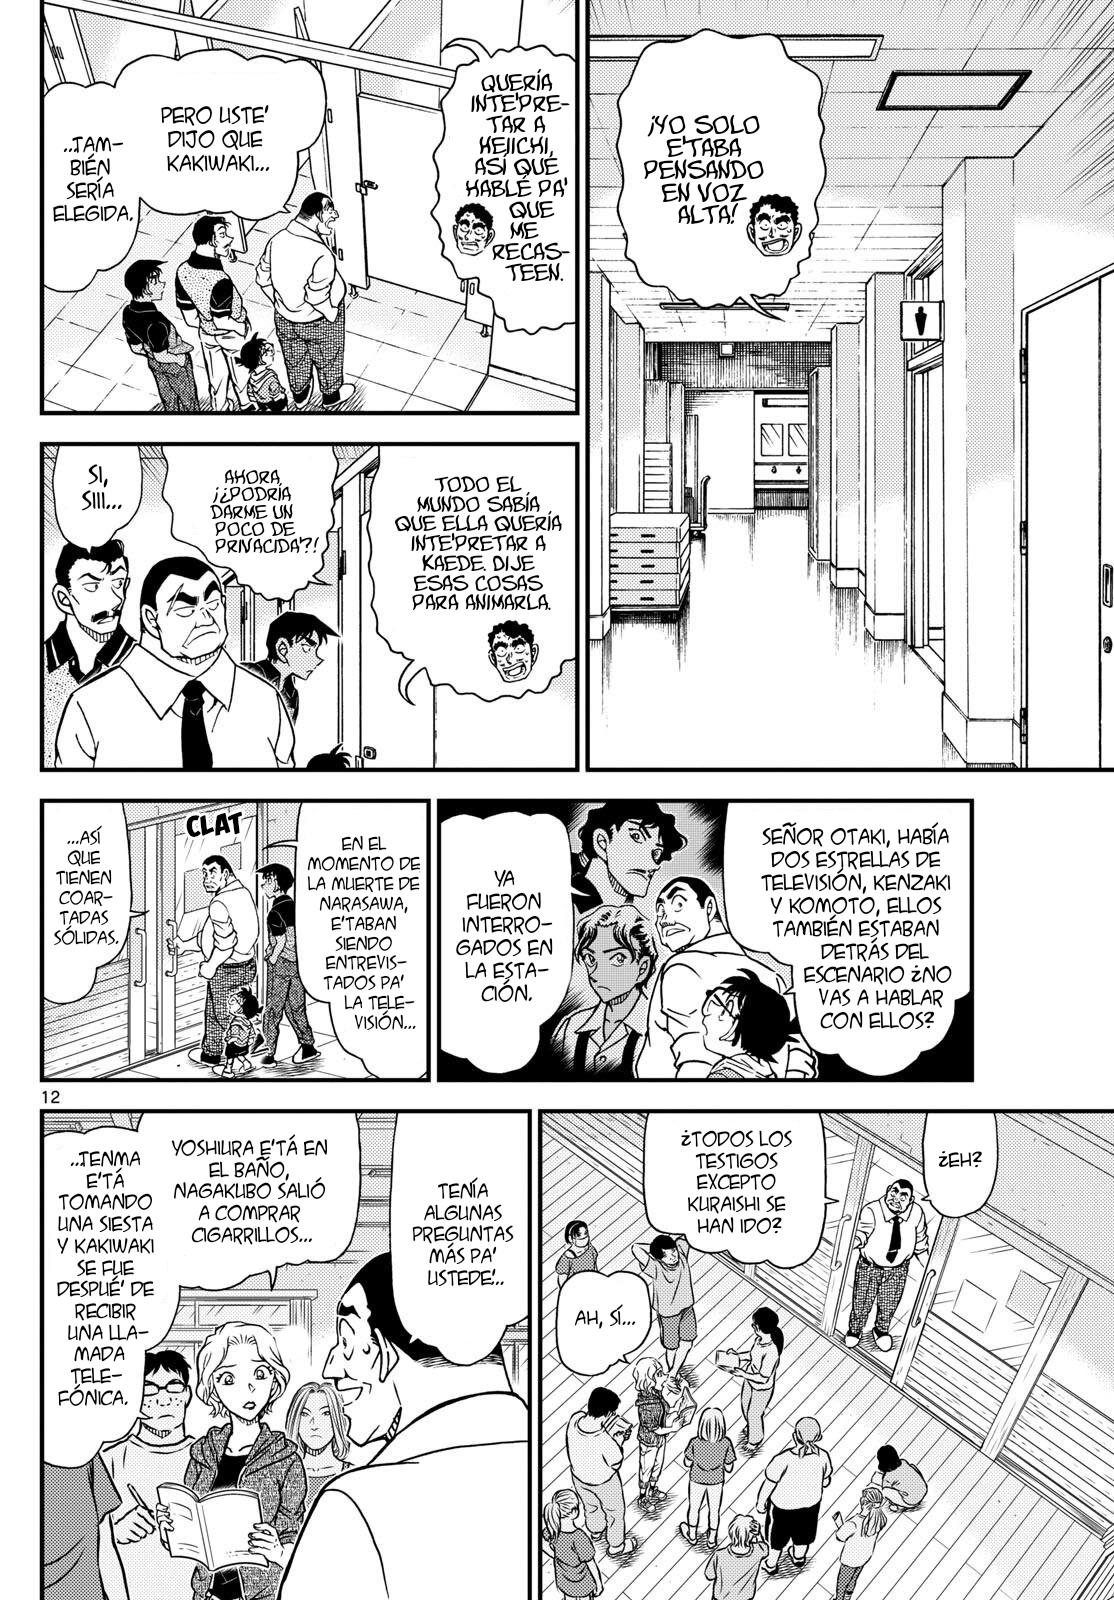 ¡YO SOLO
E'TABA
PENSANDO
EN VOZ
ALTA!
QUERÍA
INTE'PRE-
TAR A
HEJICHI,
ASÍ QUE
HABLÉ PA'
QUE
ME
RECAS-
TEEN.
PERO USTE'
DIJO QUE
KAKIWAKI...
...TAM-
BIÉN
SERÍA
ELEGIDA.
TODO EL
MUNDO SABÍA
QUE ELLA QUERÍA
INTE'PRETAR A
KAEDE. DIJE
ESAS COSAS
PARA ANIMARLA.
AHORA,
¡¿PODRÍA
DARME UN
POCO DE
PRIVACIDA'?!
SI,
SIII...
SEÑOR OTAKI, HABÍA
DOS ESTRELLAS DE
TELEVISIÓN, KENZAKI
Y KOMOTO, ELLOS
TAMBIÉN ESTABAN
DETRÁS DEL
ESCENARIO ¿NO
VAS A HABLAR
CON ELLOS?
YA
FUERON
INTERRO-
GADOS EN
LA ESTA-
CIÓN.
EN EL
MOMENTO DE
LA MUERTE DE
NARASAWA,
E'TABAN
SIENDO
ENTREVIS-
TADOS PA'
LA TELE-
VISIÓN...
CLAT
...ASÍ
QUE
TIENEN
COAR-
TADAS
SÓLIDAS.
12
¿EH?
¿TODOS LOS
TESTIGOS
EXCEPTO
KURAISHI SE
HAN IDO?
AH, SÍ...
TENÍA
ALGUNAS
PREGUNTAS
MÁS PA'
USTEDE'...
YOSHIURA E'TÁ EN
EL BAÑO,
NAGAKUBO SALIÓ
A COMPRAR
CIGARRILLOS...
...TENMA
E'TÁ
TOMANDO
UNA SIESTA
Y KAKIWAKI
SE FUE
DESPUÉ' DE
RECIBIR
UNA LLA-
MADA
TELE-
FÓNICA.